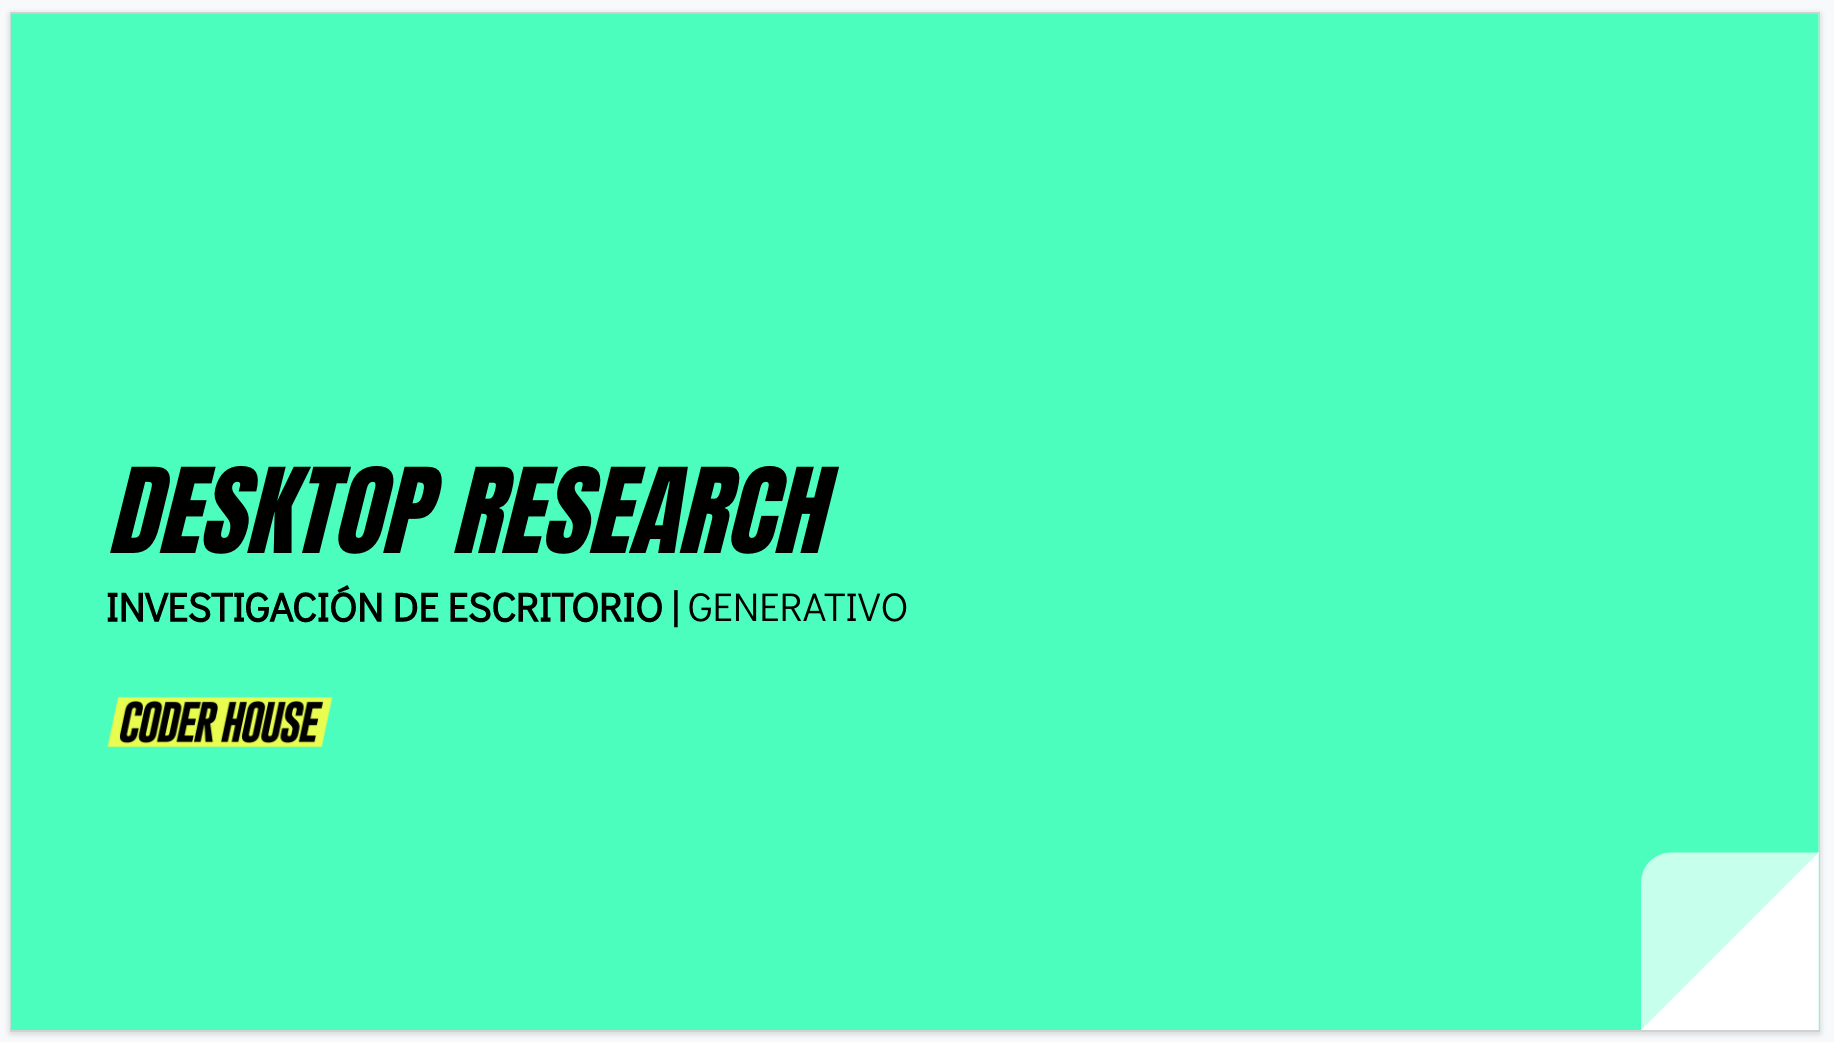 DESKTOP RESEARCH
INVESTIGACIÓN DE ESCRITORIO | GENERATIVO
CODER HOUSE